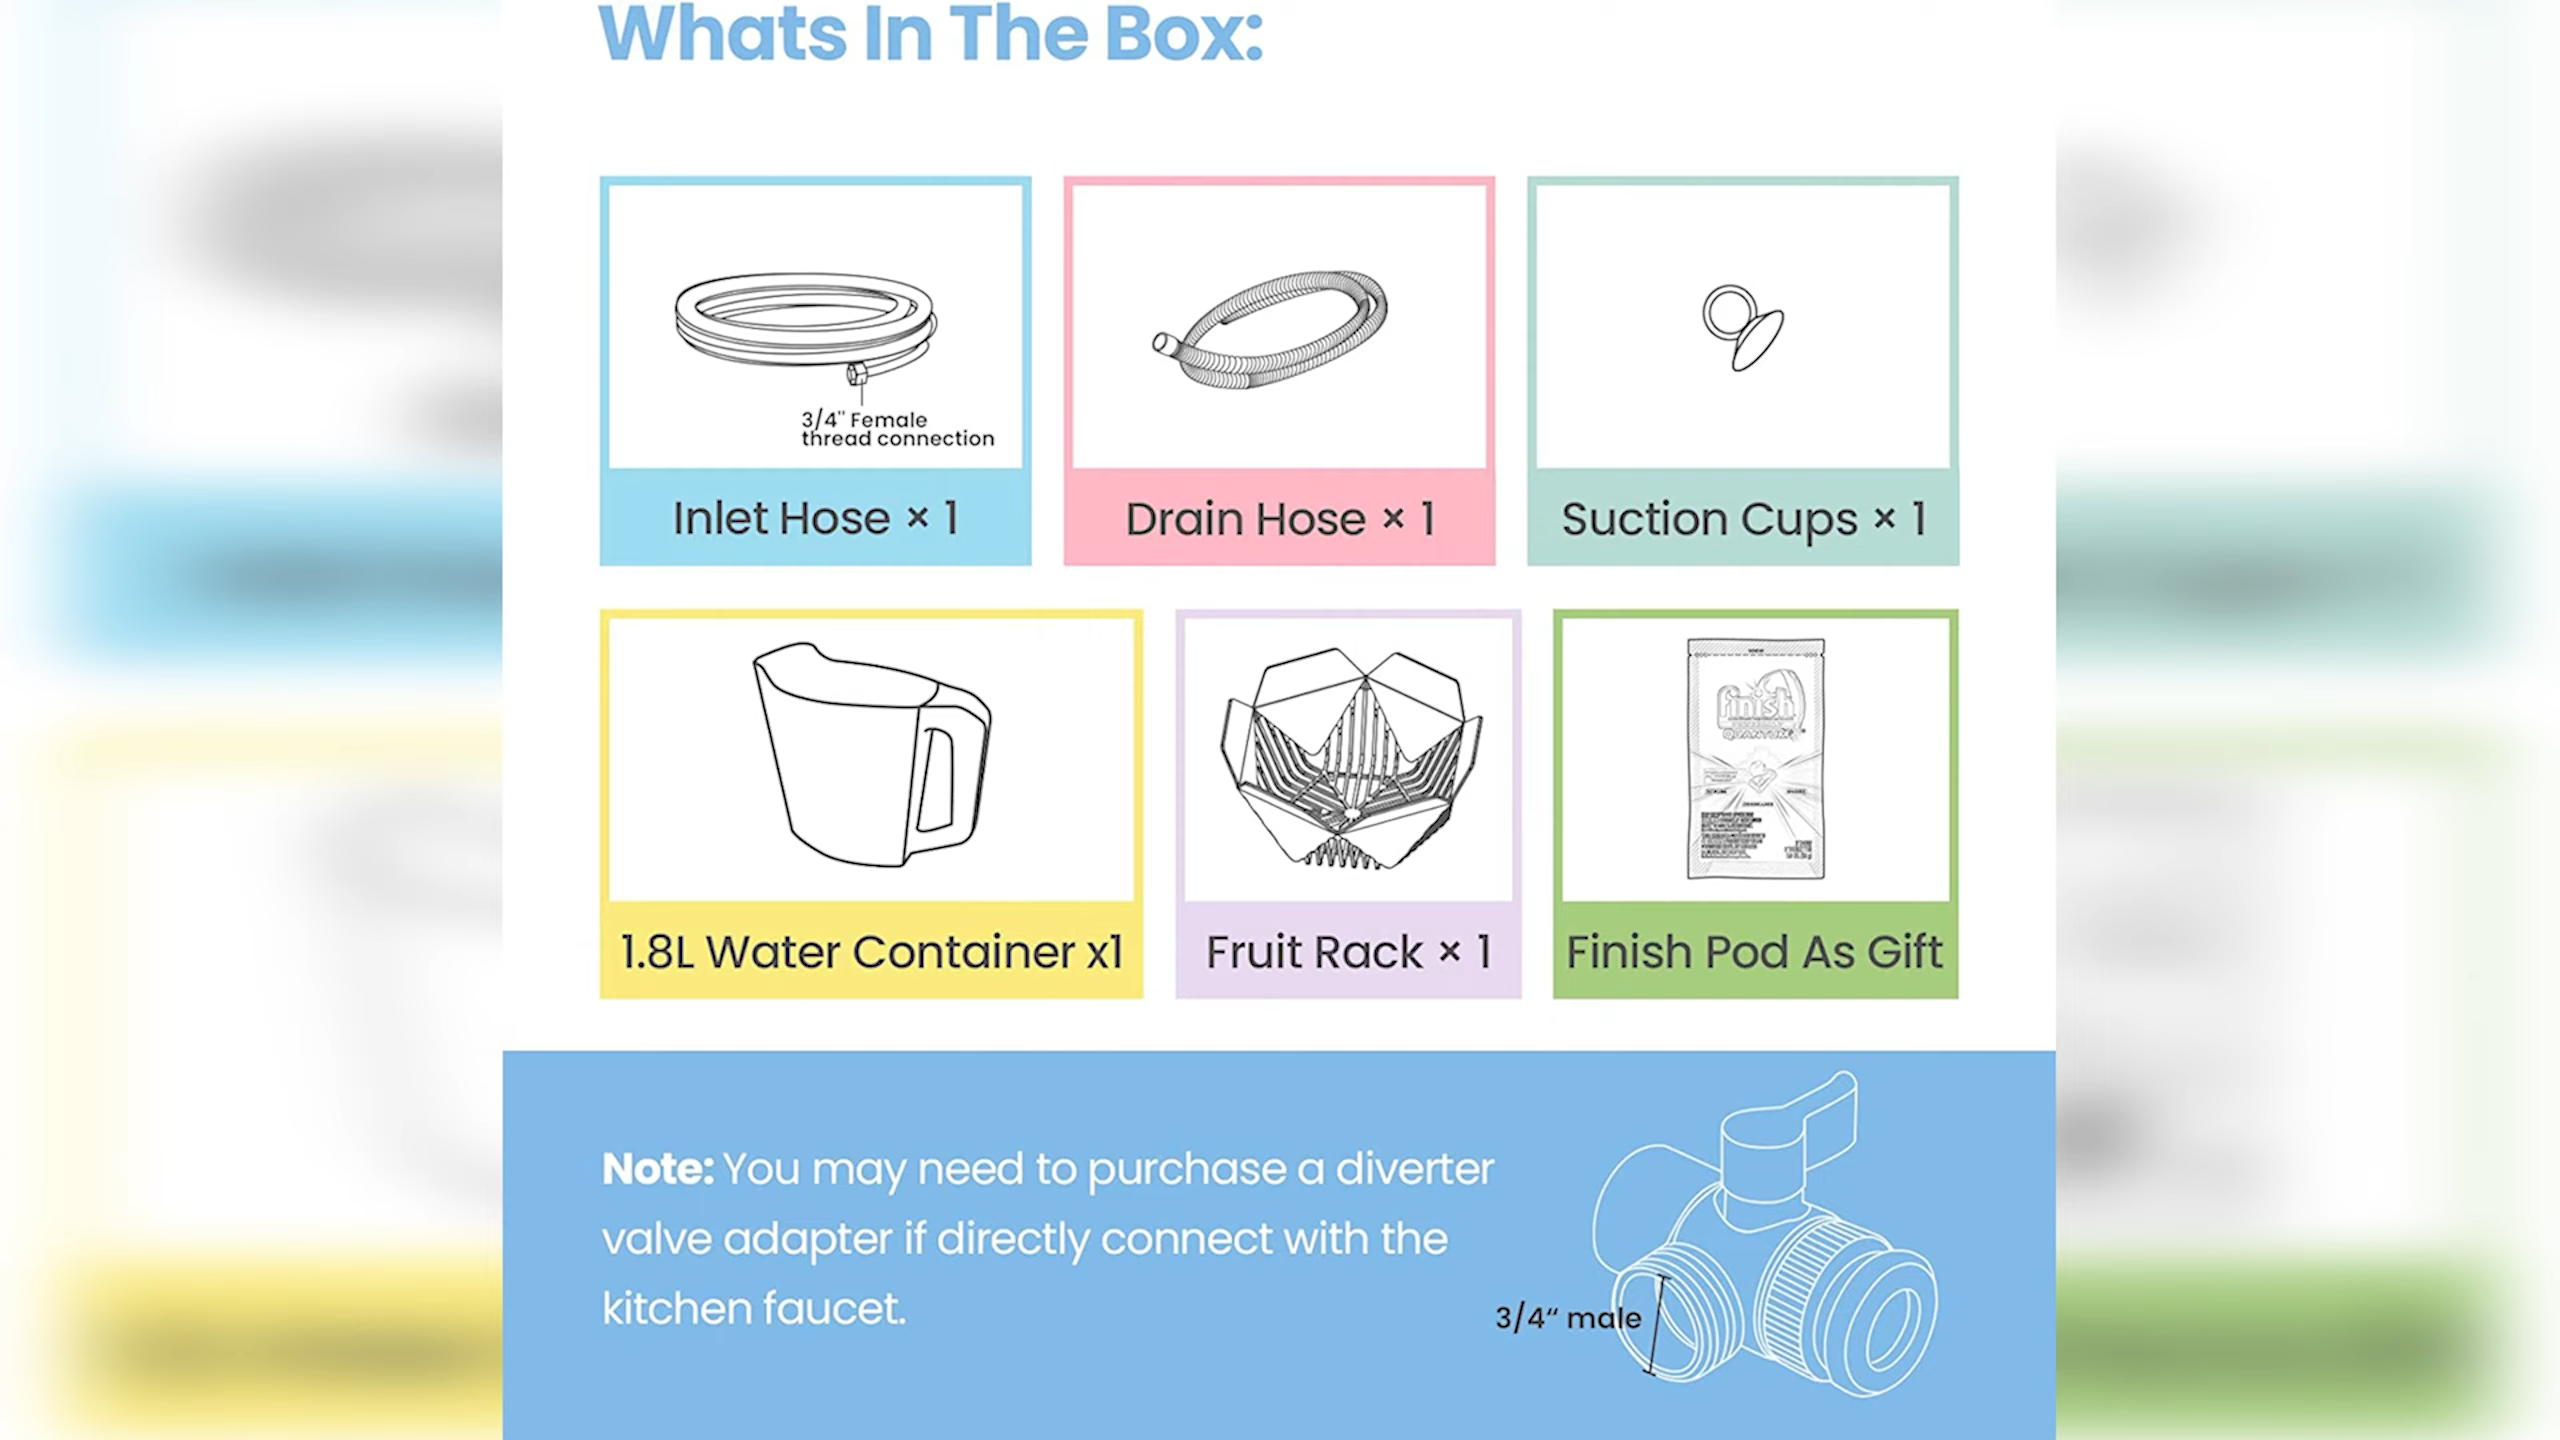 Whats In The Box:
3/4" Female
thread connection
Inlet Hose × 1
Drain Hose × 1
Suction Cups × 1
finish
QUANTUM
1.8L Water Container x1
Fruit Rack × 1
Finish Pod As Gift
Note: You may need to purchase a diverter
valve adapter if directly connect with the
kitchen faucet.
3/4“ male